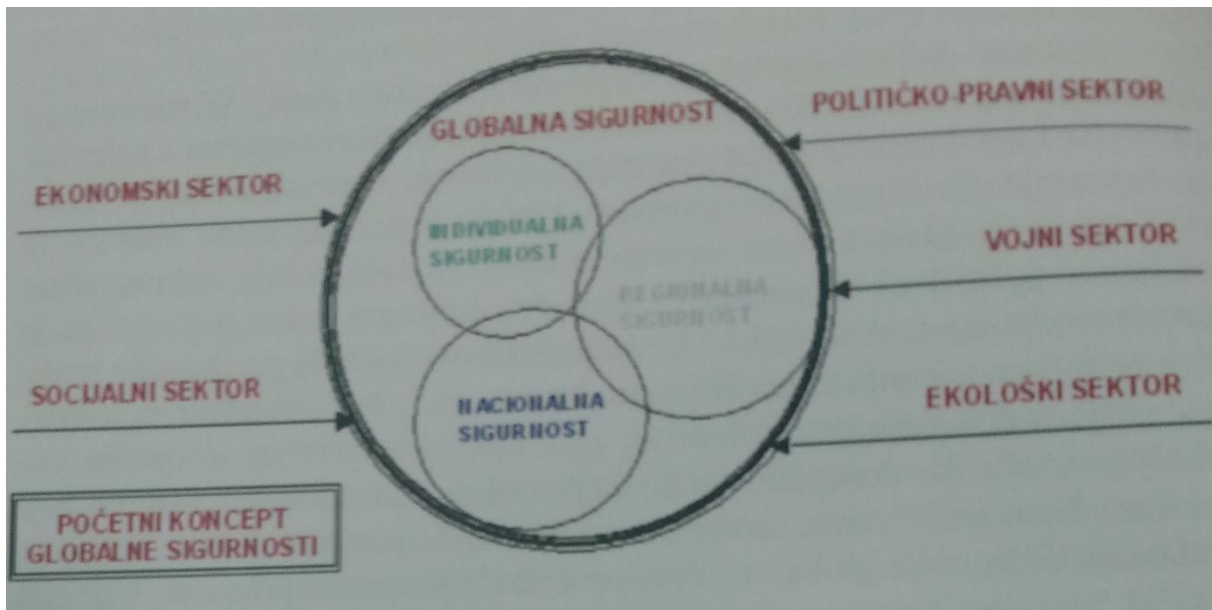 GLOBALNA SIGURNOST
POLITIČKO-PRAVNI SEKTOR
EKONOMSKI SEKTOR
INDIVIDUALNA
SIGURNOST
VOJNI SEKTOR
REGIONALNA
SIGURNOST
SOCIJALNI SEKTOR
NACIONALNA
SIGURNOST
EKOLOŠKI SEKTOR
POČETNI KONCEPT
GLOBALNE SIGURNOSTI